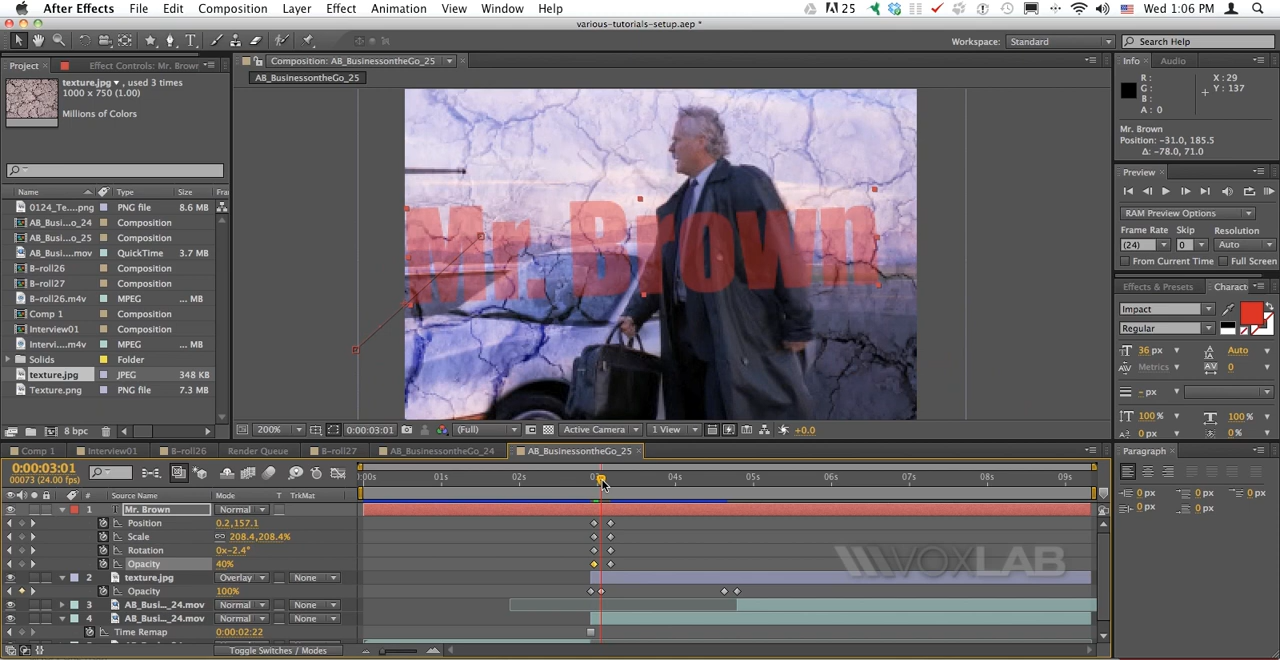 After Effects File Edit Composition Layer Effect Animation View Window Help 25 Wed 1:06 PM
various-tutorials-setup.aep *
Workspace: Standard Search Help
Project Effect Controls: Mr. Brown
Composition: AB_BusinessontheGo_25
Info Audio
AB_BusinessontheGo_25
texture.jpg , used 3 times
1000 x 750 (1.00)
Millions of Colors
R :
G :
B :
A : 0
X : 29
Y : 137
Mr. Brown
Position: -31.0, 185.5
Δ: -78.0, 71.0
Preview
RAM Preview Options
Frame Rate Skip Resolution
(24) 0 Auto
From Current Time Full Screen
Effects & Presets Charact
Impact
Regular
36 px Auto
Metrics 0
- px
100 % 100 %
0 px 0 %
Name Type Size Fra
0124_Te....png PNG file 8.6 MB
AB_Busi...o_24 Composition
AB_Busi...o_25 Composition
AB_Busi....mov QuickTime 3.7 MB
B-roll26 Composition
B-roll27 Composition
B-roll26.m4v MPEG ... MB
Comp 1 Composition
Interview01 Composition
Intervi....m4v MPEG ... MB
Solids Folder
texture.jpg JPEG 348 KB
Texture.png PNG file 7.3 MB
8 bpc
Mr. Brown
200% 0:00:03:01 (Full) Active Camera 1 View +0.0
Comp 1 Interview01 B-roll26 Render Queue B-roll27 AB_BusinessontheGo_24 AB_BusinessontheGo_25
Paragraph
0 px 0 px 0 px
0 px 0 px
0:00:03:01
00073 (24.00 fps)
:00s 01s 02s 04s 05s 06s 07s 08s 09s
# Source Name Mode T TrkMat
1 T Mr. Brown Normal
Position 0.2,157.1
Scale 208.4,208.4%
Rotation 0x-2.4°
Opacity 40%
2 texture.jpg Overlay None
Opacity 100%
3 AB_Busi..._24.mov Normal None
4 AB_Busi..._24.mov Normal None
Time Remap 0:00:02:22
Toggle Switches / Modes
VOXLAB